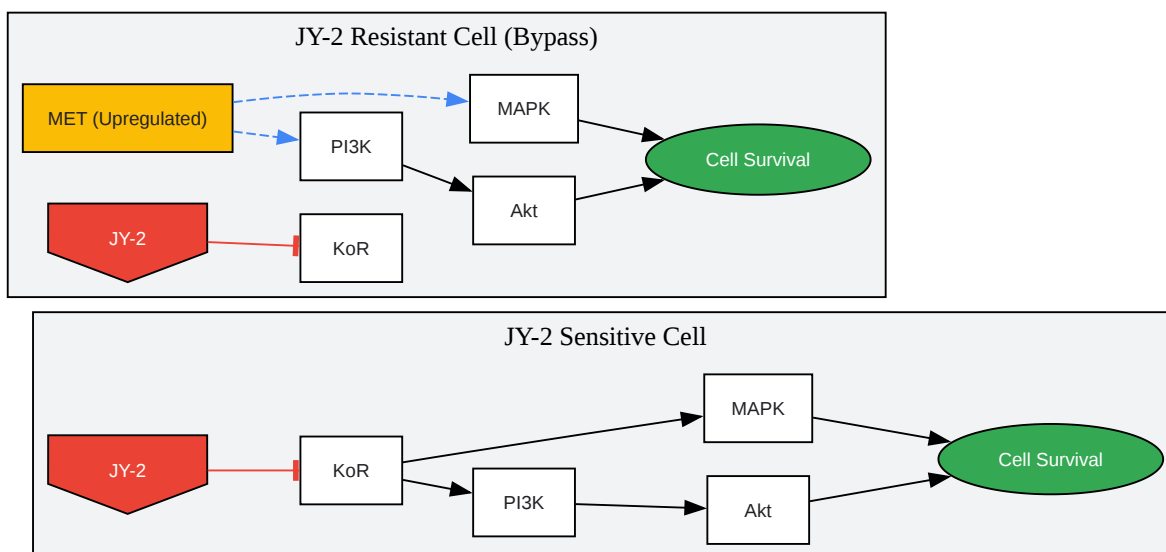 JY-2 Resistant Cell (Bypass)
MET (Upregulated)
MAPK
PI3K
Cell Survival
Akt
JY-2
KoR
JY-2 Sensitive Cell
MAPK
JY-2
KoR
Cell Survival
PI3K
Akt